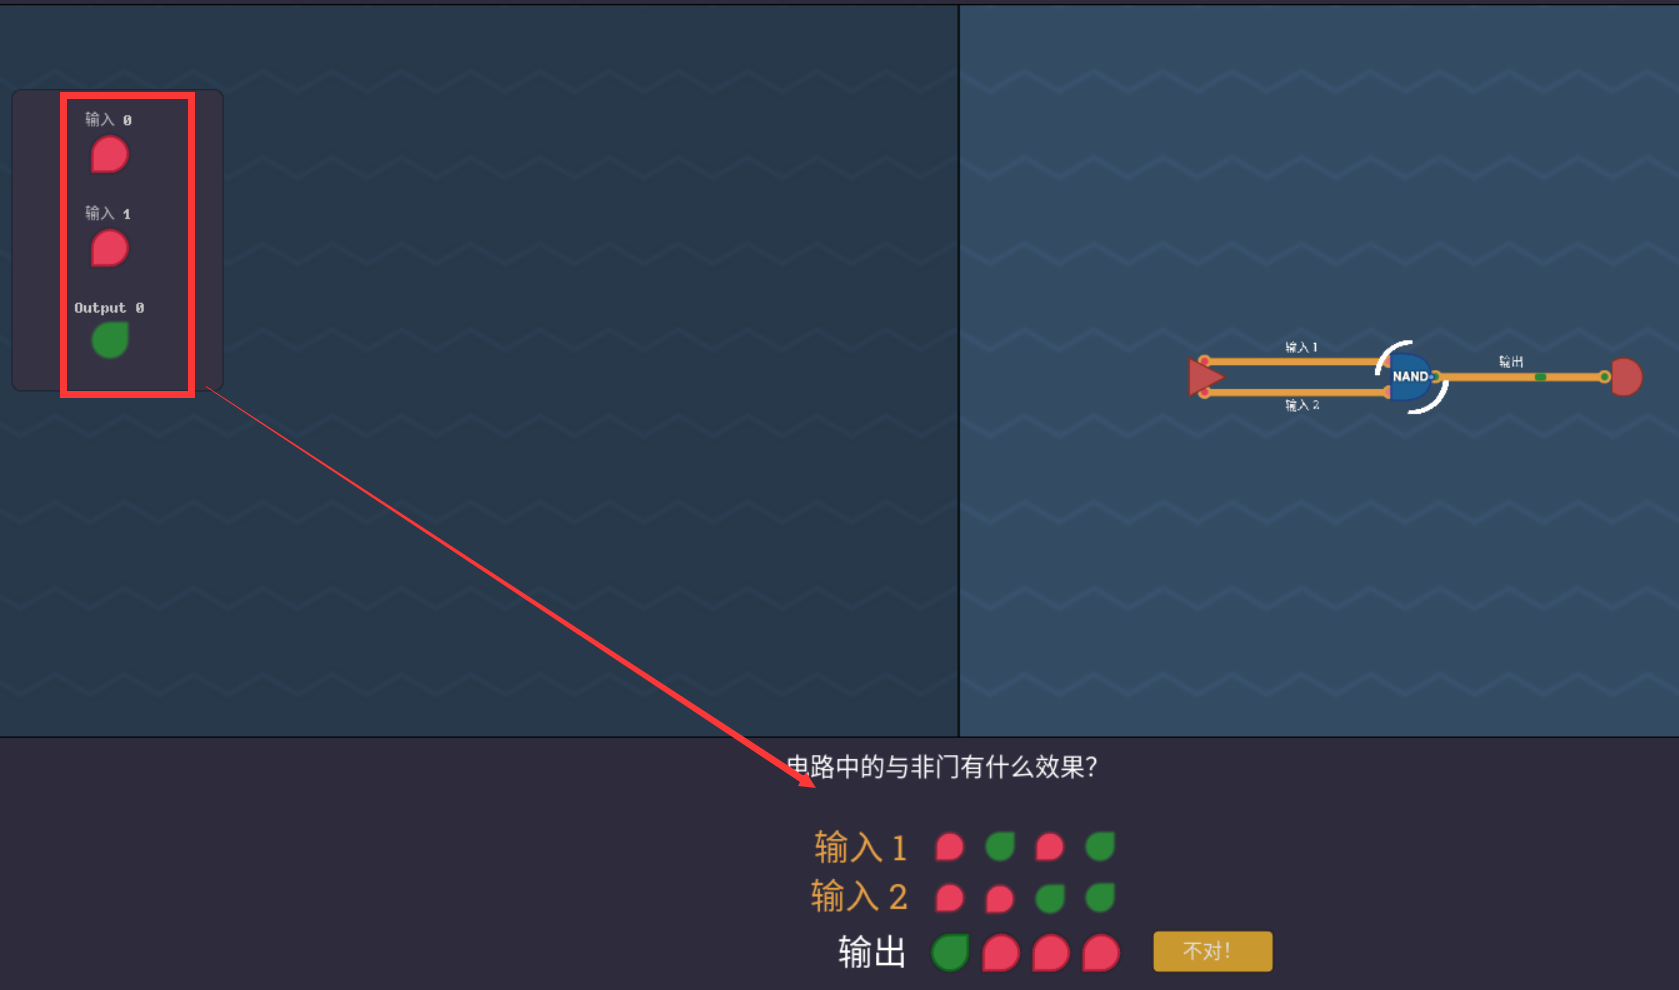 输入 0
输入 1
Output 0
输入 1
NAND
输出
输入 2
电路中的与非门有什么效果？
输入 1
输入 2
输出
不对！